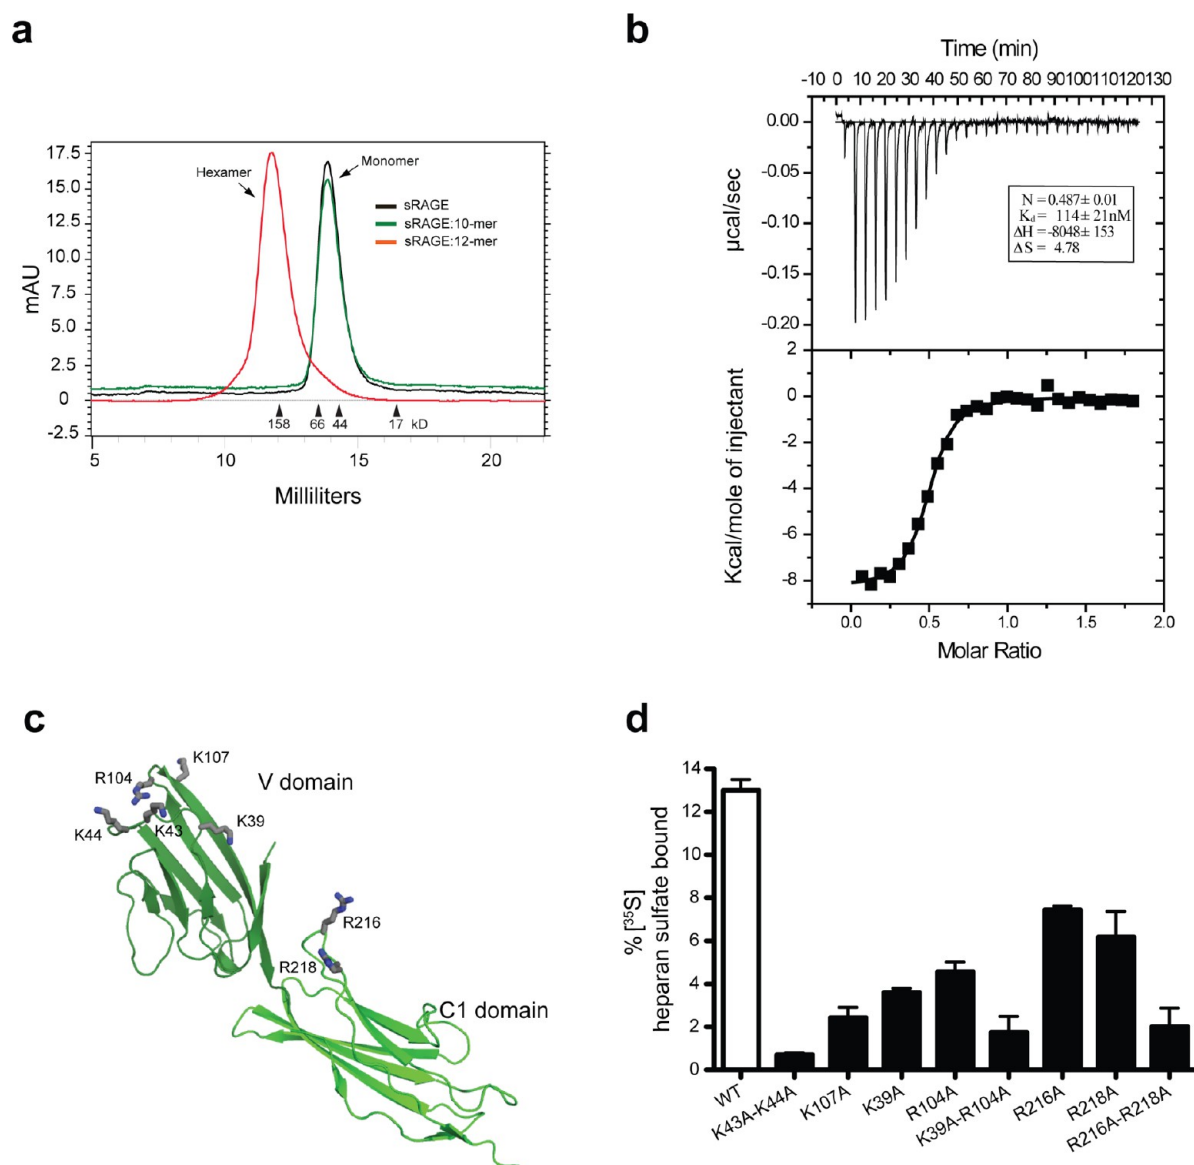 a
17.5
15.0
12.5
10.0
7.5
5.0
2.5
0
-2.5
mAU
Hexamer
Monomer
sRAGE
sRAGE:10-mer
sRAGE:12-mer
158 66 44 17 kD
5 10 15 20
Milliliters
b
Time (min)
-10 0 10 20 30 40 50 60 70 80 90100110120130
0.00
-0.05
-0.10
-0.15
-0.20
µcal/sec
N = 0.487± 0.01
Kd = 114± 21nM
ΔH = -8048± 153
ΔS = 4.78
2
0
-2
-4
-6
-8
Kcal/mole of injectant
0.0 0.5 1.0 1.5 2.0
Molar Ratio
c
K107
R104
V domain
K44
K43
K39
R216
R218
C1 domain
d
14
12
10
8
6
4
2
0
% [³⁵S]
heparan sulfate bound
WT
K43A-K44A
K107A
K39A
R104A
K39A-R104A
R216A
R218A
R216A-R218A